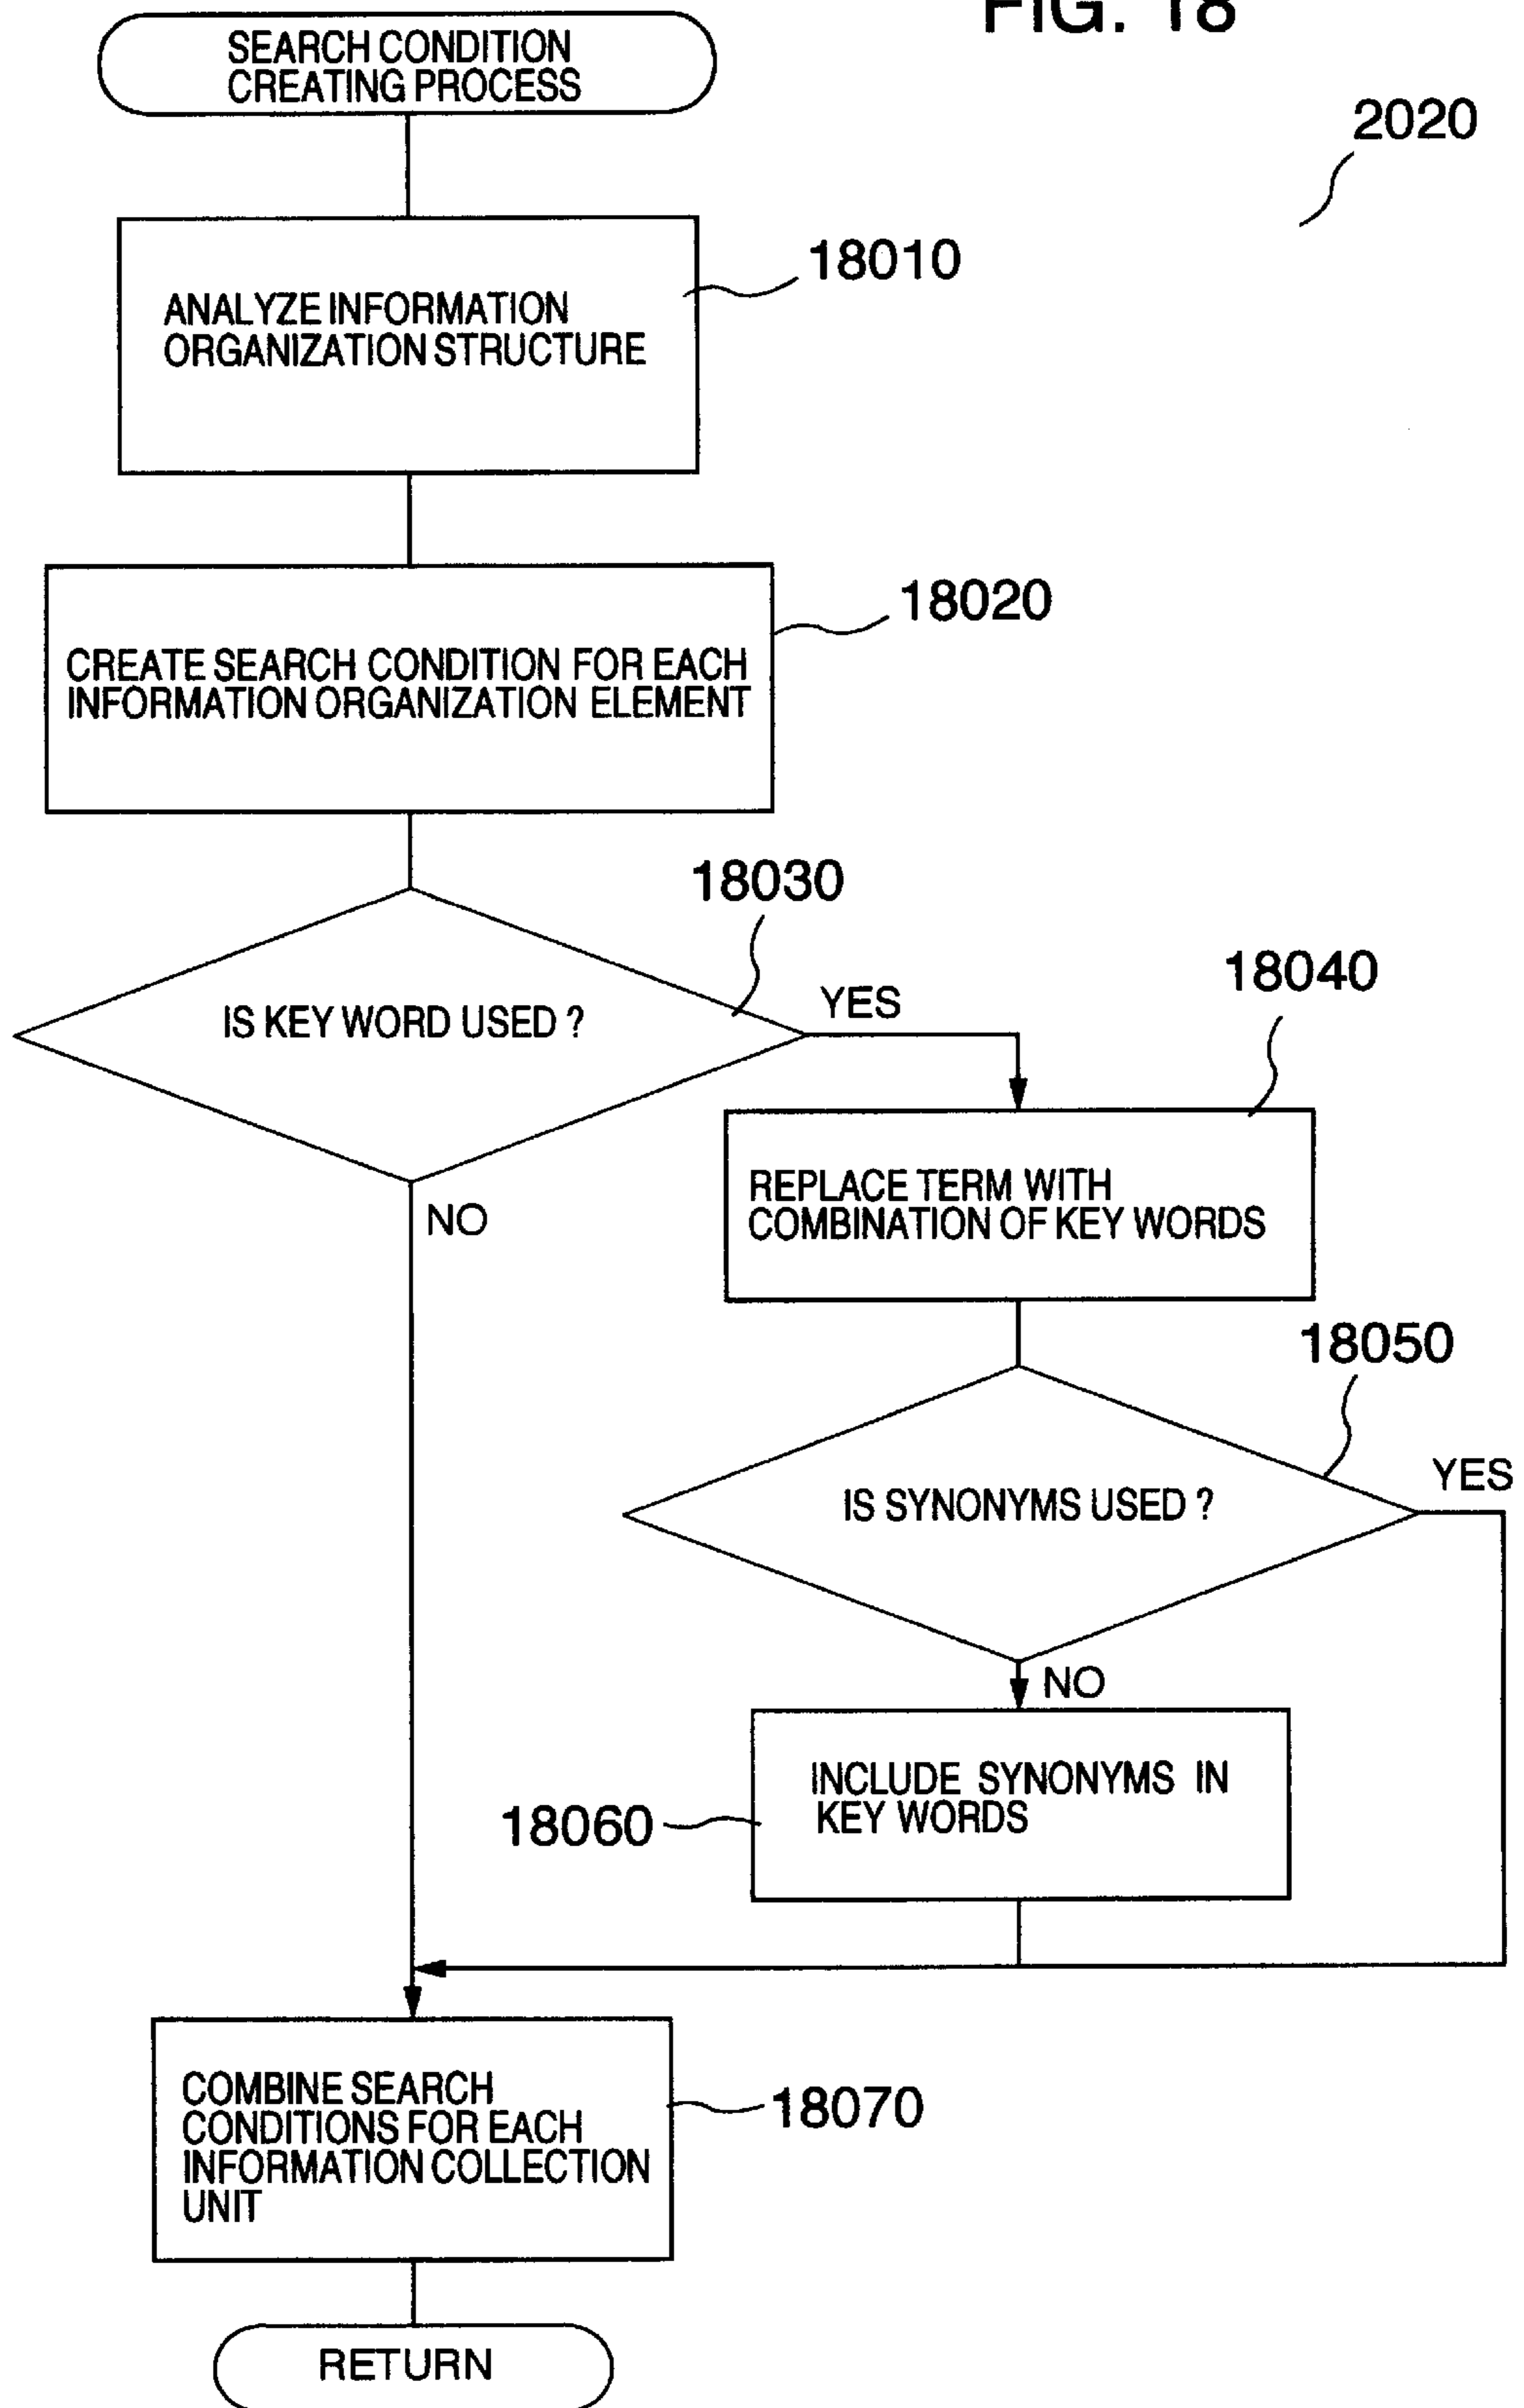 FIG. 18
SEARCH CONDITION
CREATING PROCESS
2020
18010
ANALYZE INFORMATION
ORGANIZATION STRUCTURE
18020
CREATE SEARCH CONDITION FOR EACH
INFORMATION ORGANIZATION ELEMENT
18030
IS KEY WORD USED ?
YES
NO
18040
REPLACE TERM WITH
COMBINATION OF KEY WORDS
18050
IS SYNONYMS USED ?
YES
NO
INCLUDE SYNONYMS IN
KEY WORDS
18060
COMBINE SEARCH
CONDITIONS FOR EACH
INFORMATION COLLECTION
UNIT
18070
RETURN